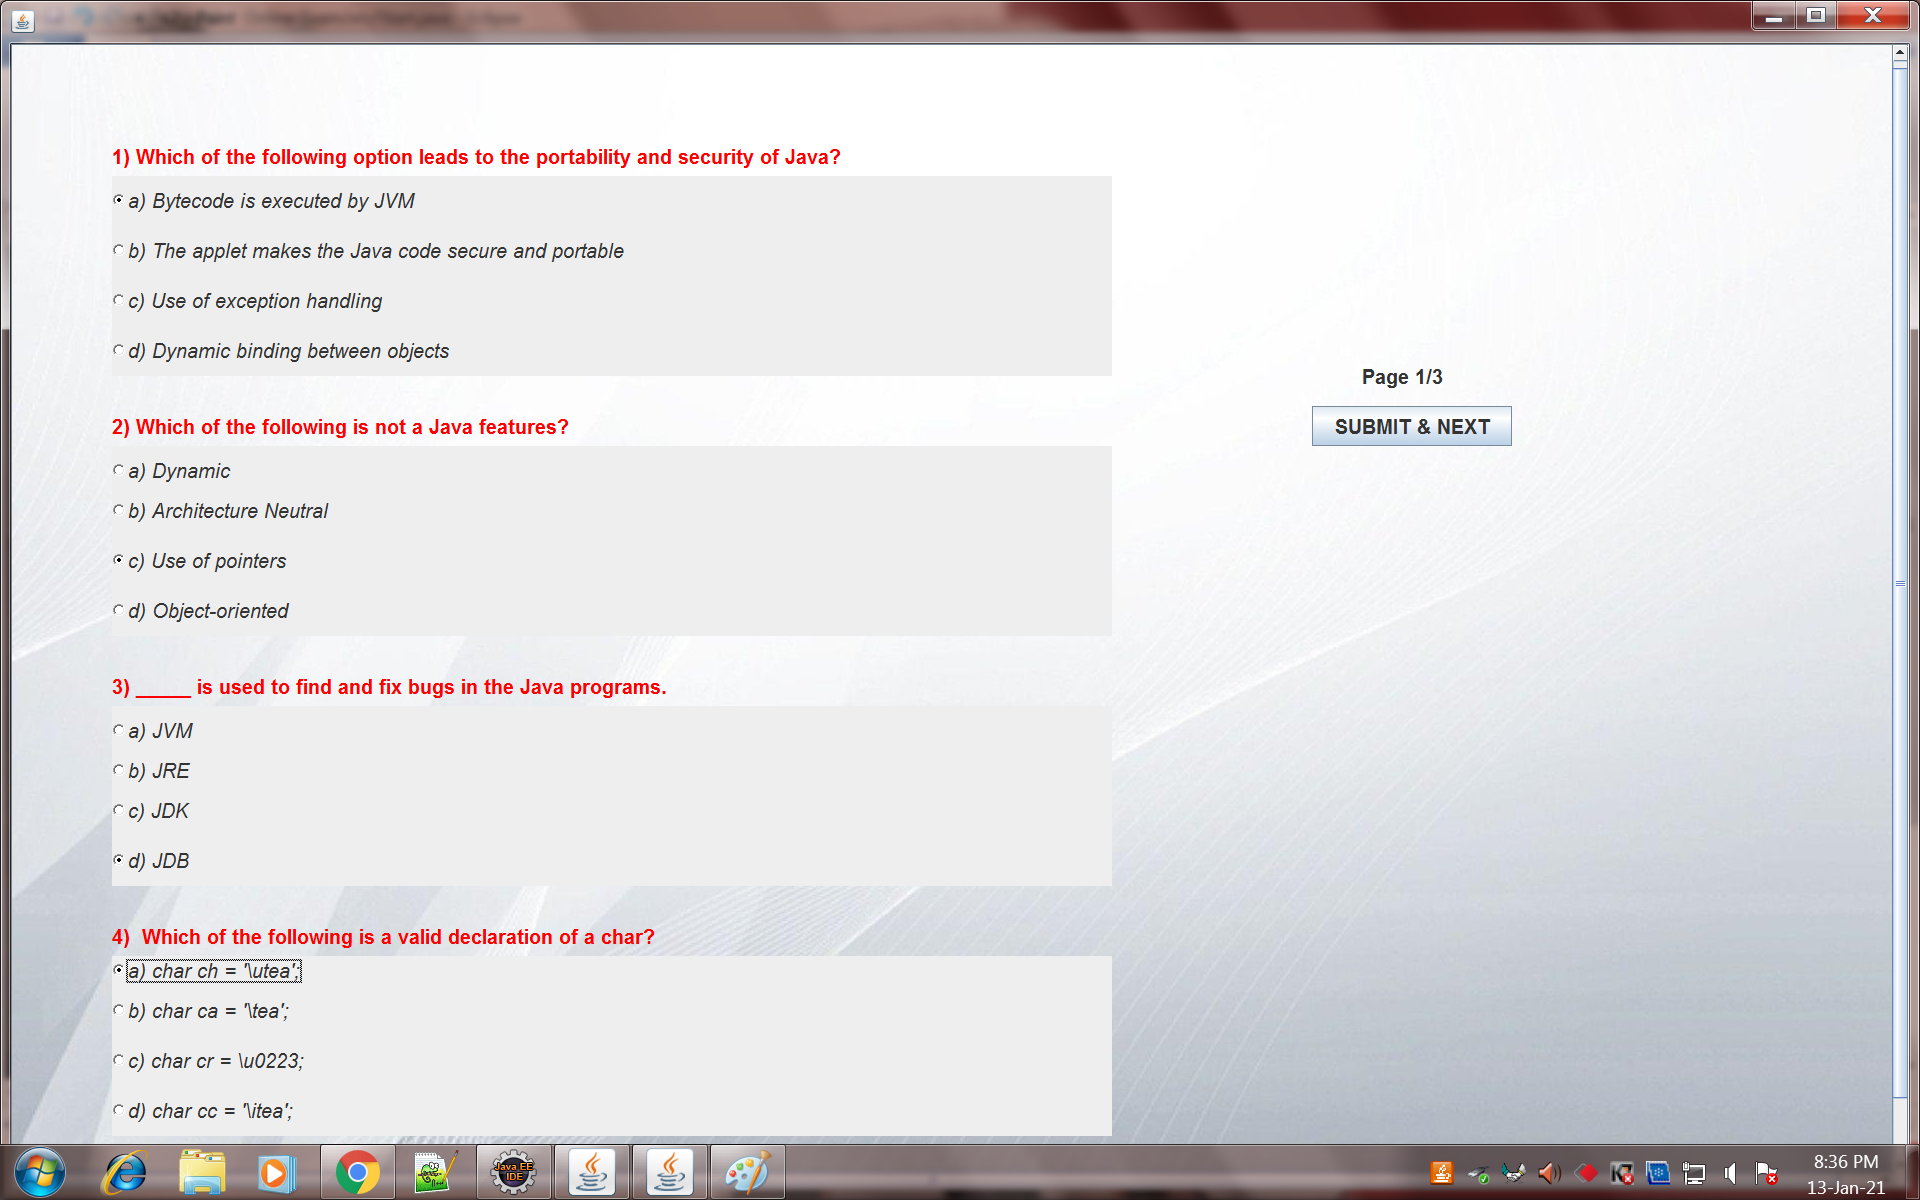 1) Which of the following option leads to the portability and security of Java?
a) Bytecode is executed by JVM
b) The applet makes the Java code secure and portable
c) Use of exception handling
d) Dynamic binding between objects
Page 1/3
SUBMIT & NEXT
2) Which of the following is not a Java features?
a) Dynamic
b) Architecture Neutral
c) Use of pointers
d) Object-oriented
3) _____ is used to find and fix bugs in the Java programs.
a) JVM
b) JRE
c) JDK
d) JDB
4)  Which of the following is a valid declaration of a char?
a) char ch = '\utea';
b) char ca = '\tea';
c) char cr = \u0223;
d) char cc = '\itea';
Java EE
IDE
8:36 PM
13-Jan-21